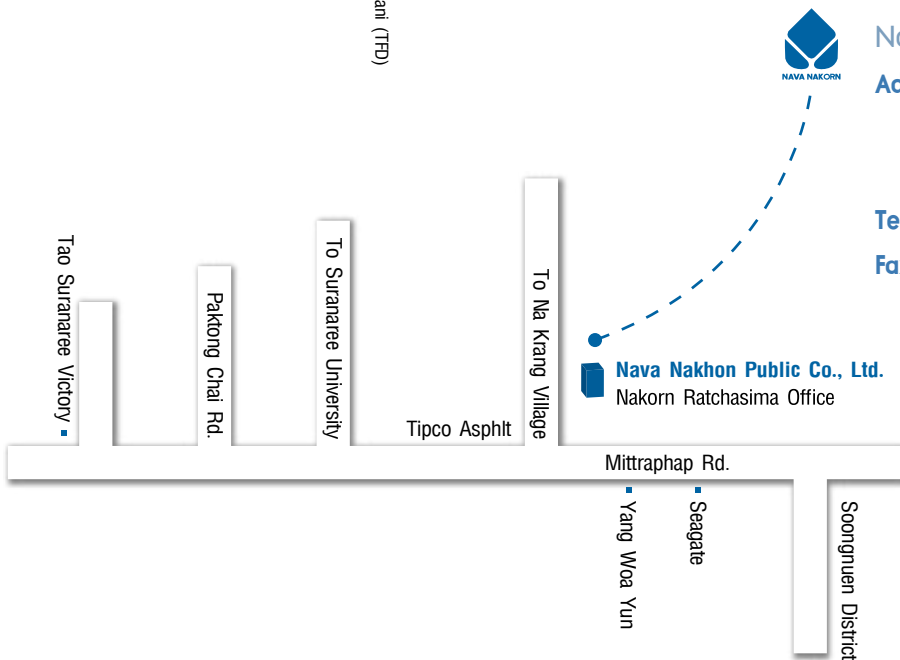 ani (TFD)
NAVA NAKORN
Tao Suranaree Victory
Paktong Chai Rd.
To Suranaree University
To Na Krang Village
Nava Nakhon Public Co., Ltd.
Nakorn Ratchasima Office
Tipco Asphlt
Mittraphap Rd.
Yang Woa Yun
Seagate
Soongnuen District